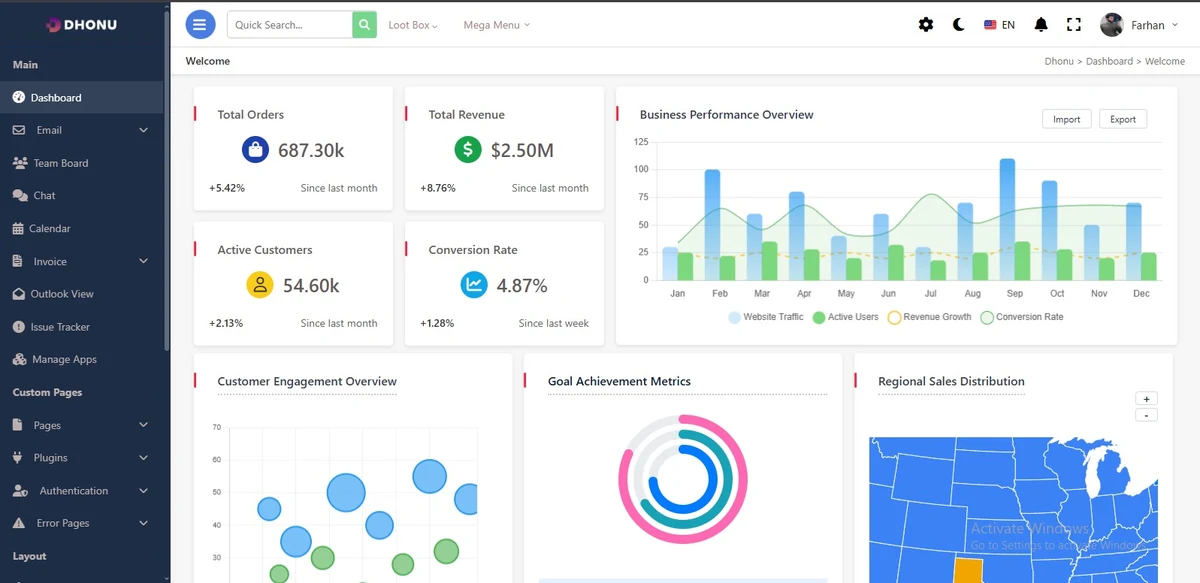 DHONU
Main
Dashboard
Email
Team Board
Chat
Calendar
Invoice
Outlook View
Issue Tracker
Manage Apps
Custom Pages
Pages
Plugins
Authentication
Error Pages
Layout
Quick Search...
Loot Box
Mega Menu
EN
Farhan
Welcome
Dhonu > Dashboard > Welcome
Total Orders
687.30k
+5.42% Since last month
Total Revenue
$ $2.50M
+8.76% Since last month
Active Customers
54.60k
+2.13% Since last month
Conversion Rate
4.87%
+1.28% Since last week
Business Performance Overview
Import Export
125
100
75
50
25
0
Jan Feb Mar Apr May Jun Jul Aug Sep Oct Nov Dec
Website Traffic Active Users Revenue Growth Conversion Rate
Customer Engagement Overview
70
60
50
40
30
Goal Achievement Metrics
Regional Sales Distribution
+
-
Activate Windows
Go to Settings to activate Windows.